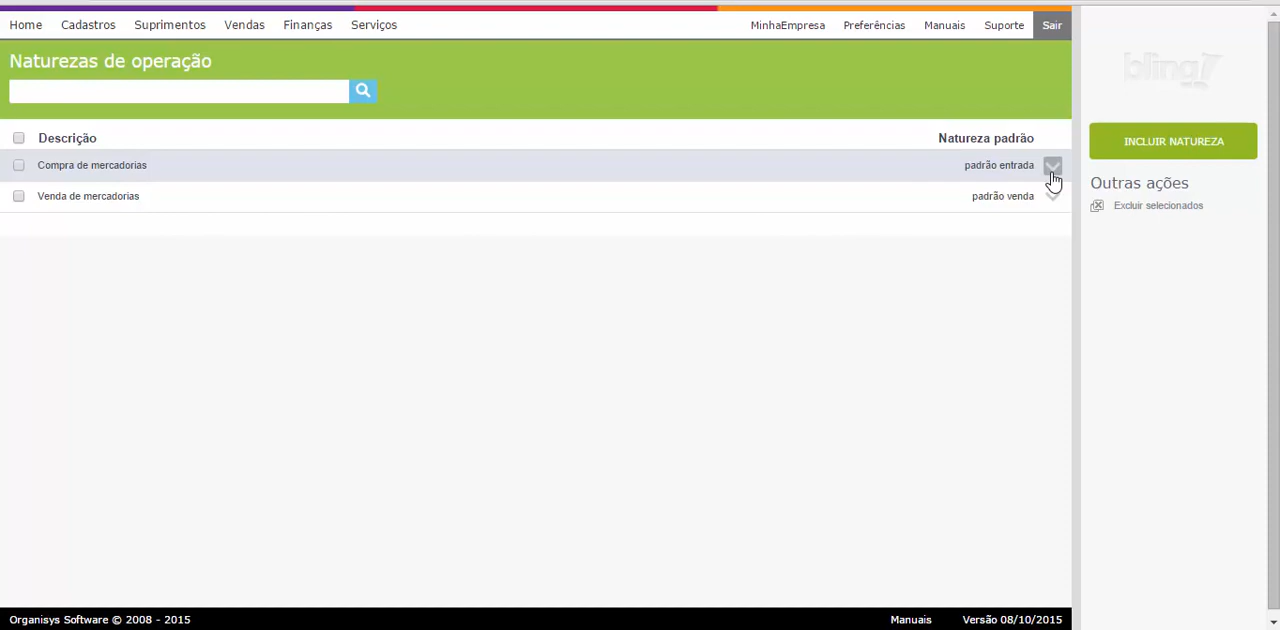 Home Cadastros Suprimentos Vendas Finanças Serviços MinhaEmpresa Preferências Manuais Suporte Sair
Naturezas de operação
bling
INCLUIR NATUREZA
Outras ações
Excluir selecionados
Descrição Natureza padrão
Compra de mercadorias padrão entrada
Venda de mercadorias padrão venda
Organisys Software © 2008 - 2015 Manuais Versão 08/10/2015